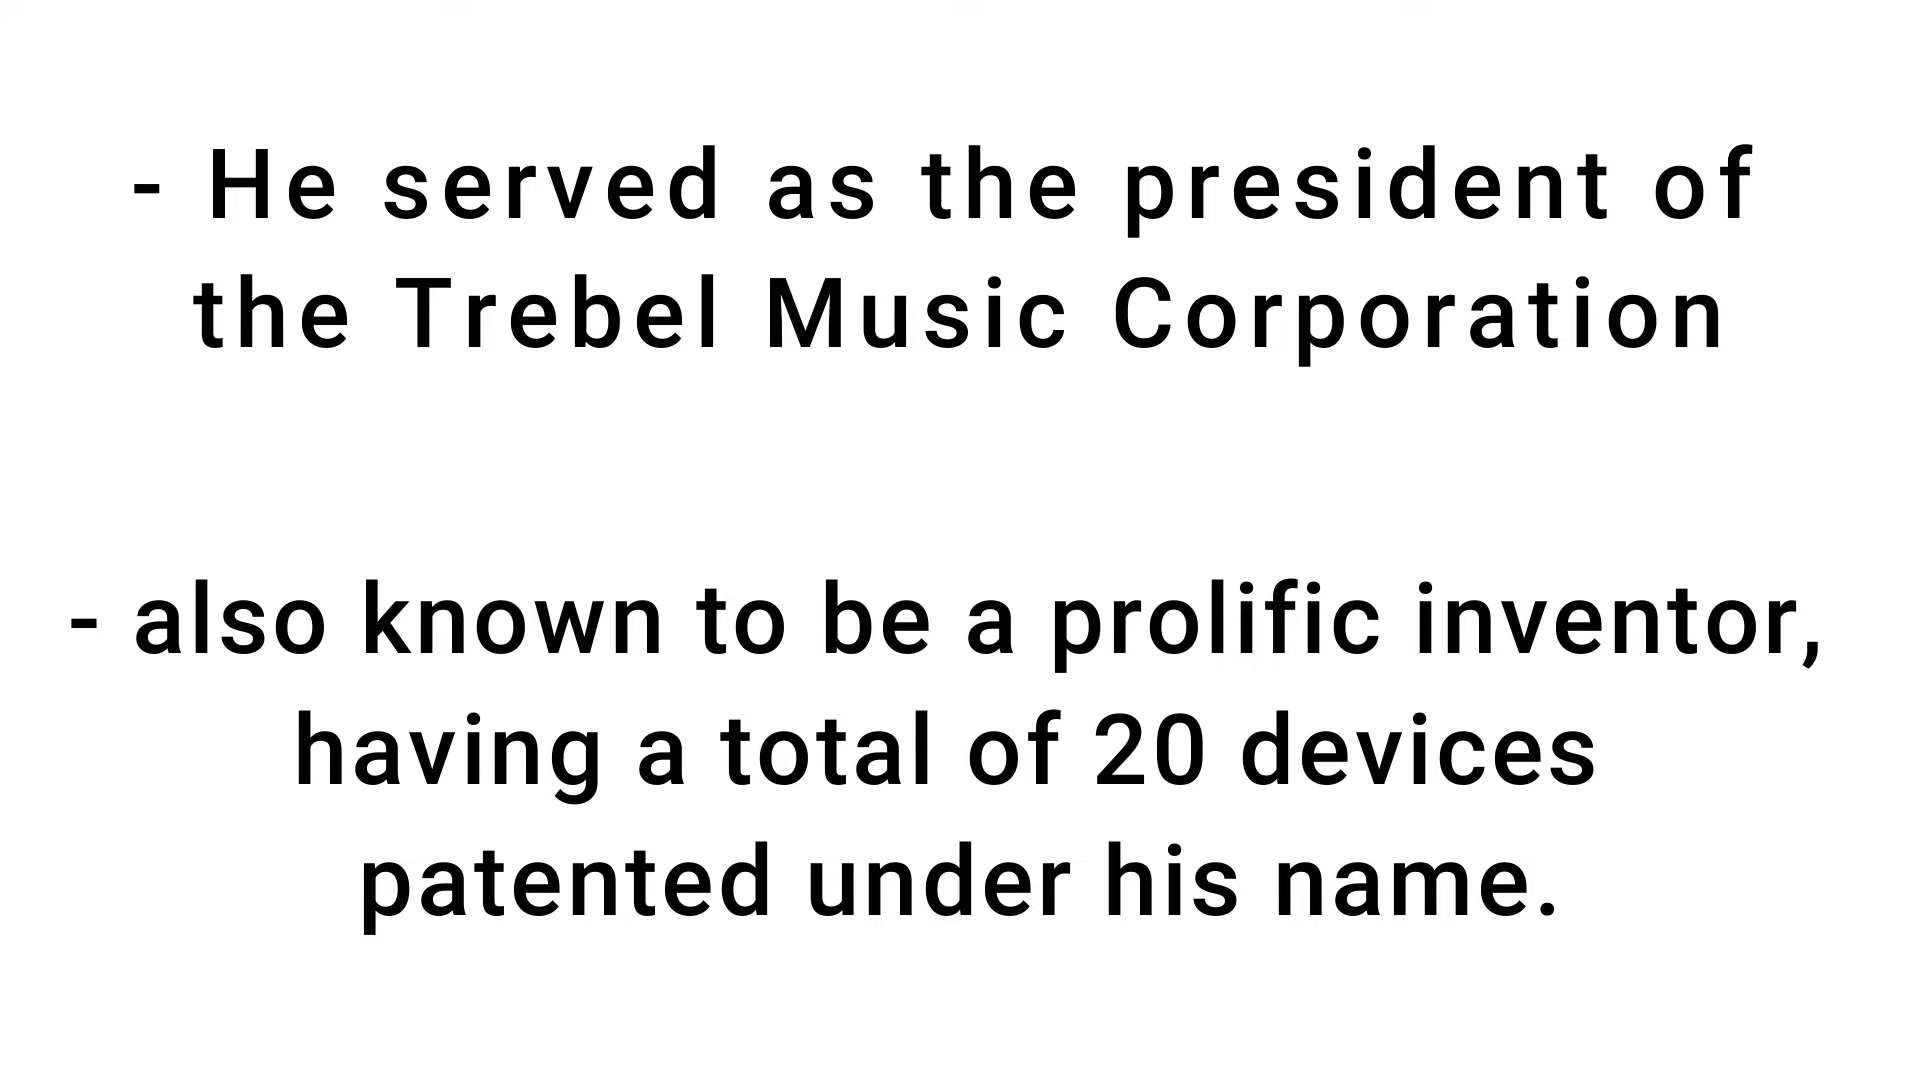 - He served as the president of
the Trebel Music Corporation
- also known to be a prolific inventor,
having a total of 20 devices
patented under his name.